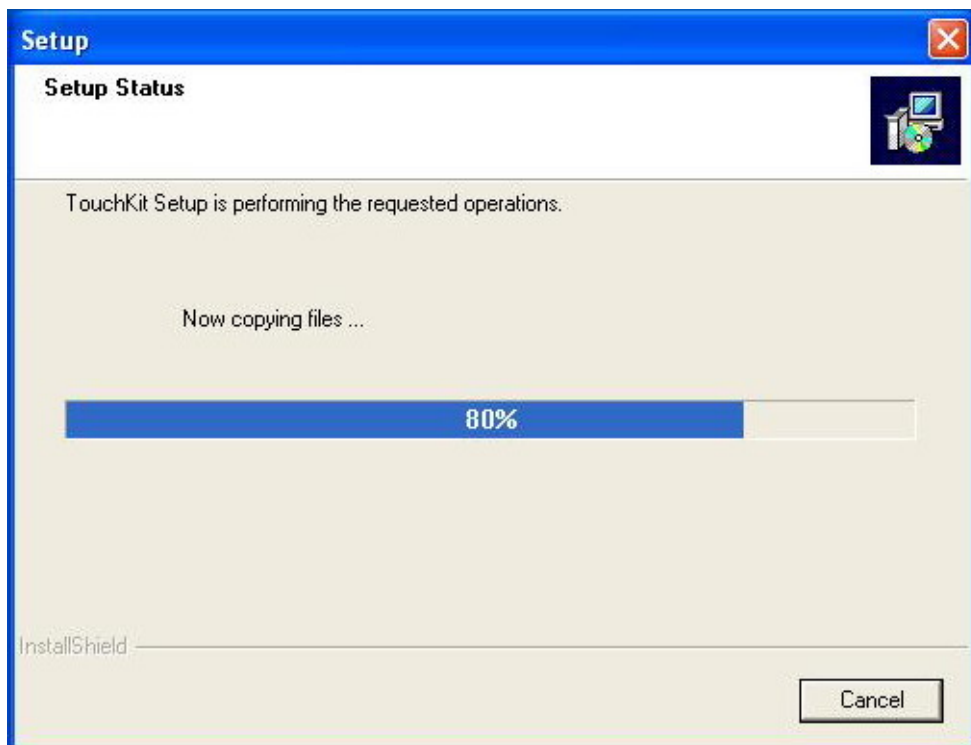 Setup
Setup Status
TouchKit Setup is performing the requested operations.
Now copying files ...
80%
InstallShield
Cancel